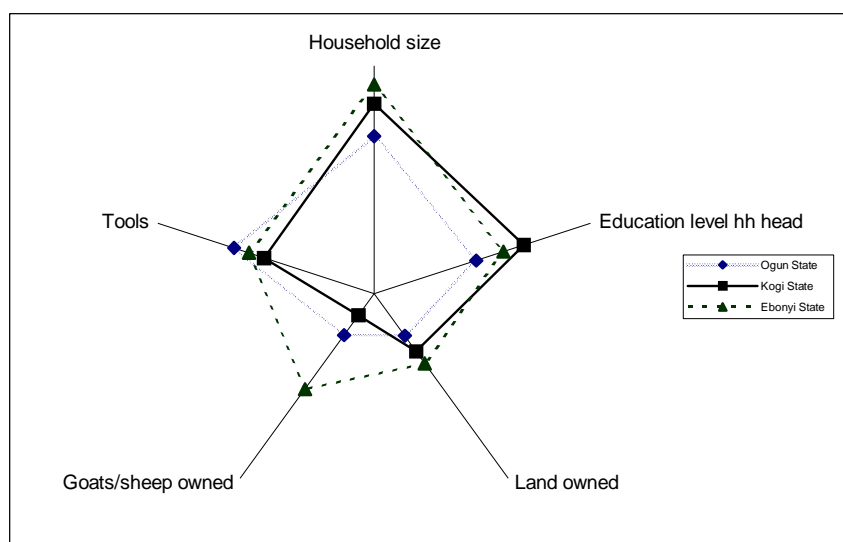 Household size
Tools
Education level hh head
Ogun State
Kogi State
Ebonyi State
Goats/sheep owned
Land owned